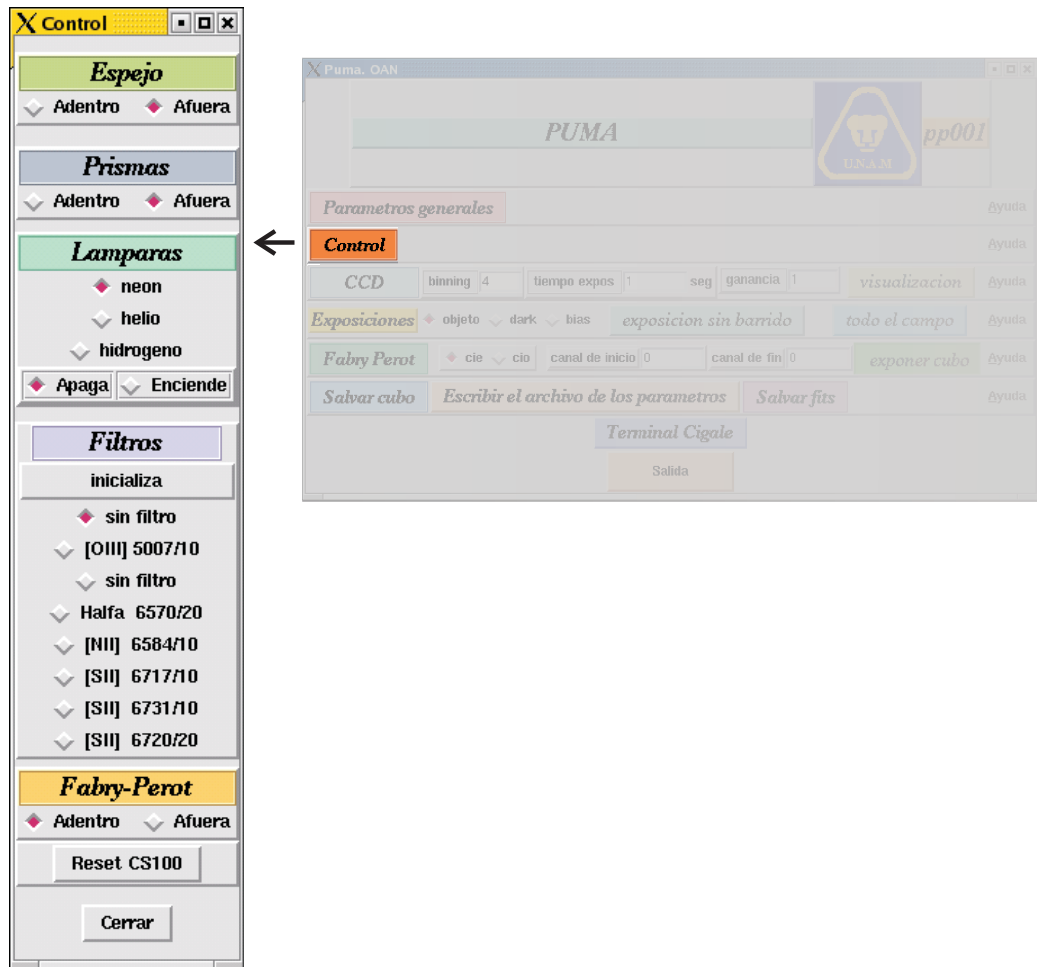 Control
Espejo
Adentro Afuera
Prismas
Adentro Afuera
Lamparas
neon
helio
hidrogeno
Apaga Enciende
Filtros
inicializa
sin filtro
[OIII] 5007/10
sin filtro
Halfa 6570/20
[NII] 6584/10
[SII] 6717/10
[SII] 6731/10
[SII] 6720/20
Fabry-Perot
Adentro Afuera
Reset CS100
Cerrar
Puma. OAN
PUMA U.N.A.M pp001
Parametros generales Ayuda
Control Ayuda
CCD binning 4 tiempo expos 1 seg ganancia 1 visualizacion Ayuda
Exposiciones objeto dark bias exposicion sin barrido todo el campo Ayuda
Fabry Perot cie cio canal de inicio 0 canal de fin 0 exponer cubo Ayuda
Salvar cubo Escribir el archivo de los parametros Salvar fits Ayuda
Terminal Cigale
Salida